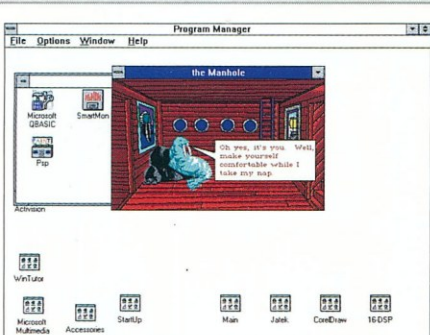 Program Manager
File Options Window Help
the Manhole
Microsoft
QBASIC
SmartMon
Psp
Oh yes, it's you. Well,
make yourself
comfortable while I
take my nap.
Activision
WinTutor
Microsoft
Multimedia
Accessories
StartUp
Main
Jatek
CorelDraw
16-DSP